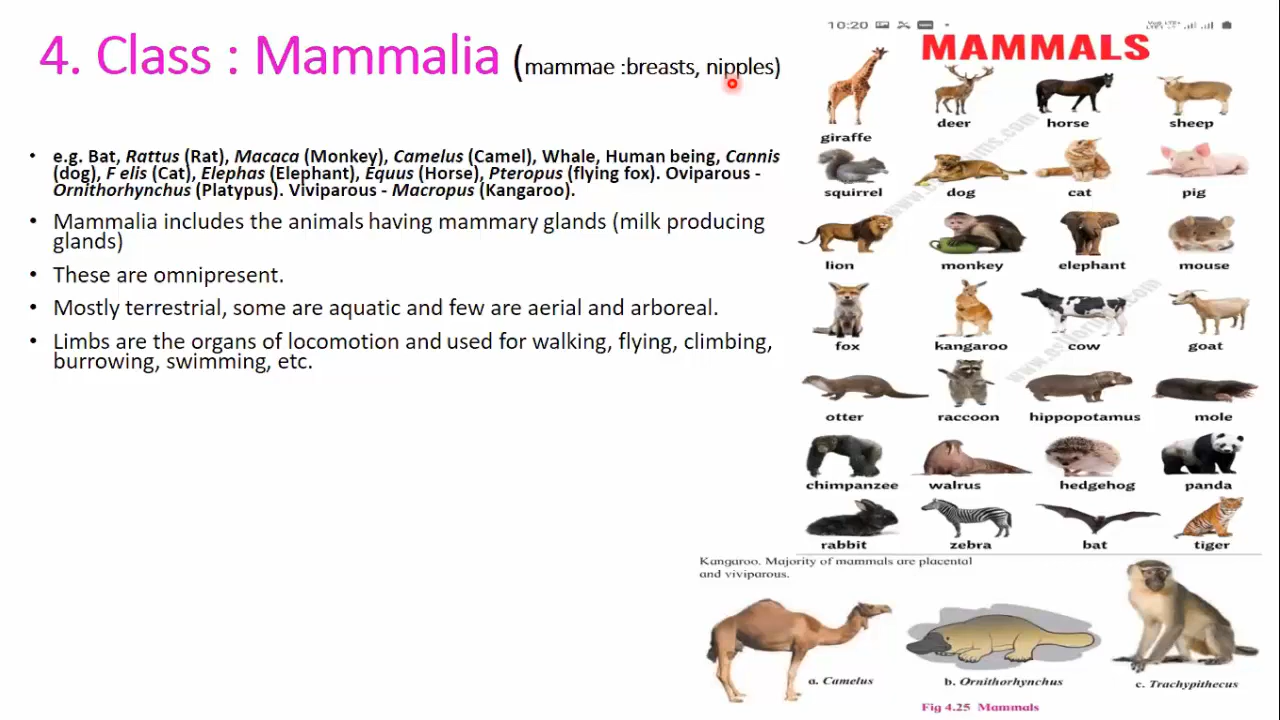 4. Class : Mammalia (mammae :breasts, nipples)
• e.g. Bat, Rattus (Rat), Macaca (Monkey), Camelus (Camel), Whale, Human being, Cannis
(dog), F elis (Cat), Elephas (Elephant), Equus (Horse), Pteropus (flying fox). Oviparous -
Ornithorhynchus (Platypus). Viviparous - Macropus (Kangaroo).
• Mammalia includes the animals having mammary glands (milk producing
glands)
• These are omnipresent.
• Mostly terrestrial, some are aquatic and few are aerial and arboreal.
• Limbs are the organs of locomotion and used for walking, flying, climbing,
burrowing, swimming, etc.
10:20
MAMMALS
giraffe deer horse sheep
squirrel dog cat pig
lion monkey elephant mouse
fox kangaroo cow goat
otter raccoon hippopotamus mole
chimpanzee walrus hedgehog panda
rabbit zebra bat tiger
Kangaroo. Majority of mammals are placental
and viviparous.
a. Camelus b. Ornithorhynchus c. Trachypithecus
Fig 4.25 Mammals